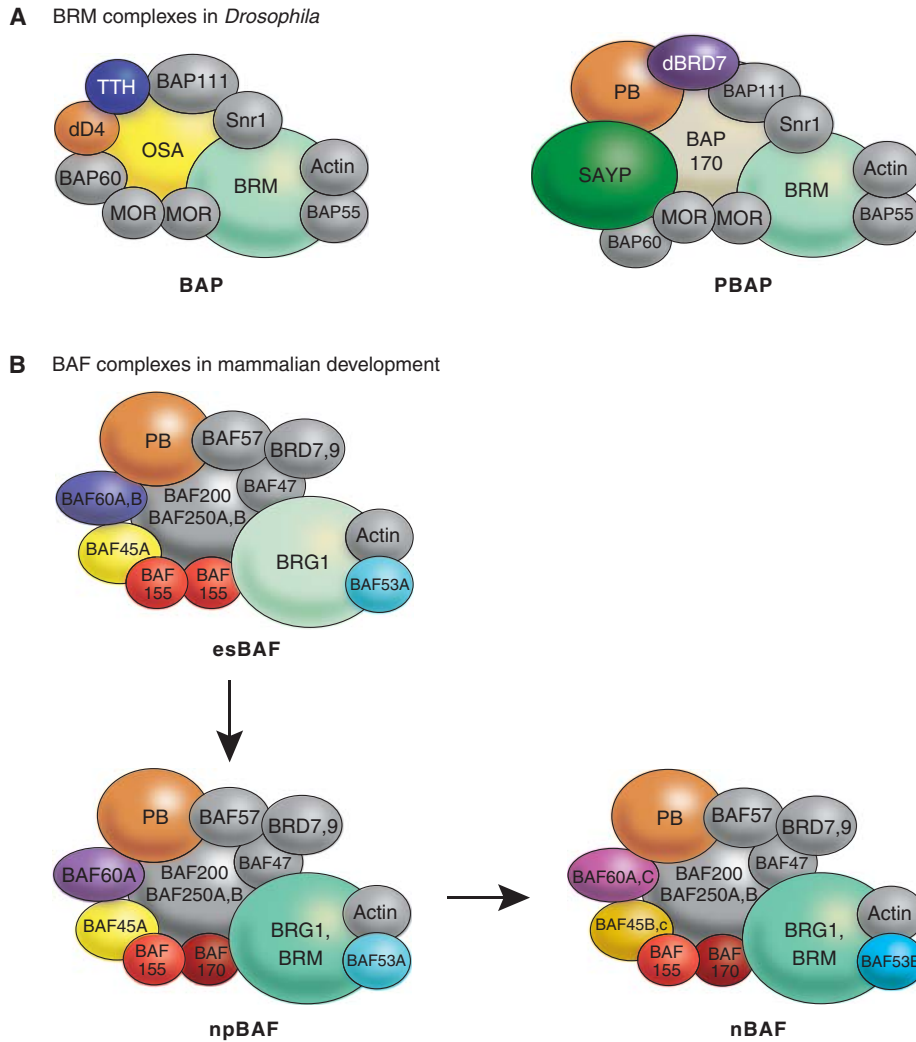 A BRM complexes in Drosophila
TTH
BAP111
dD4
Snr1
OSA
BAP60
BRM
Actin
MOR
MOR
BAP55
BAP
dBRD7
PB
BAP111
Snr1
BAP
170
SAYP
BRM
Actin
MOR
MOR
BAP55
BAP60
PBAP
B BAF complexes in mammalian development
PB
BAF57
BRD7,9
BAF60A,B
BAF200
BAF250A,B
BAF47
BAF45A
BRG1
Actin
BAF
155
BAF
155
BAF53A
esBAF
PB
BAF57
BRD7,9
BAF60A
BAF200
BAF250A,B
BAF47
BAF45A
BRG1,
BRM
Actin
BAF
155
BAF
170
BAF53A
npBAF
PB
BAF57
BRD7,9
BAF60A,C
BAF200
BAF250A,B
BAF47
BAF45B,c
BRG1,
BRM
Actin
BAF
155
BAF
170
BAF53B
nBAF